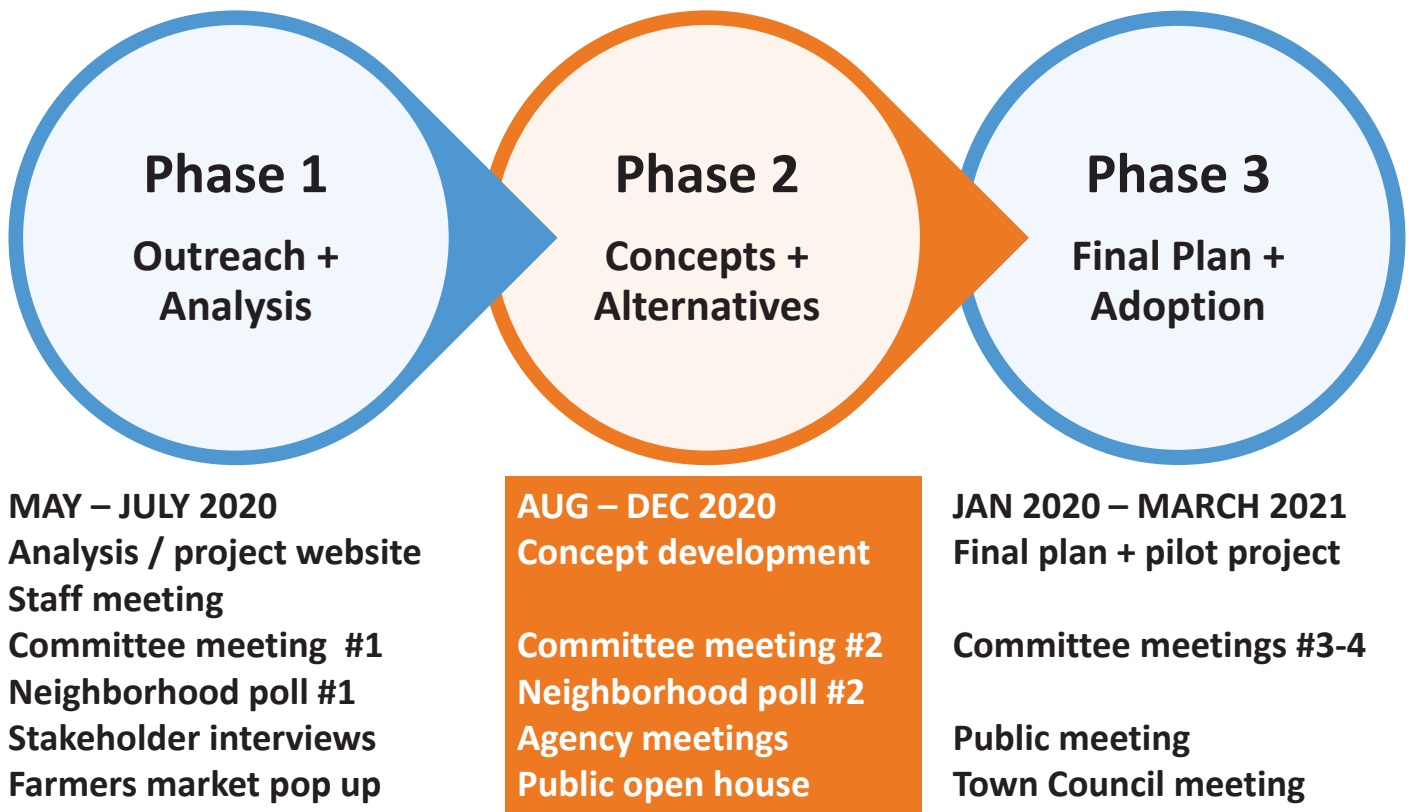 Phase 1
Outreach +
Analysis
Phase 2
Concepts +
Alternatives
Phase 3
Final Plan +
Adoption
MAY – JULY 2020
Analysis / project website
Staff meeting
Committee meeting  #1
Neighborhood poll #1
Stakeholder interviews
Farmers market pop up
AUG – DEC 2020
Concept development
Committee meeting #2
Neighborhood poll #2
Agency meetings
Public open house
JAN 2020 – MARCH 2021
Final plan + pilot project
Committee meetings #3-4
Public meeting
Town Council meeting